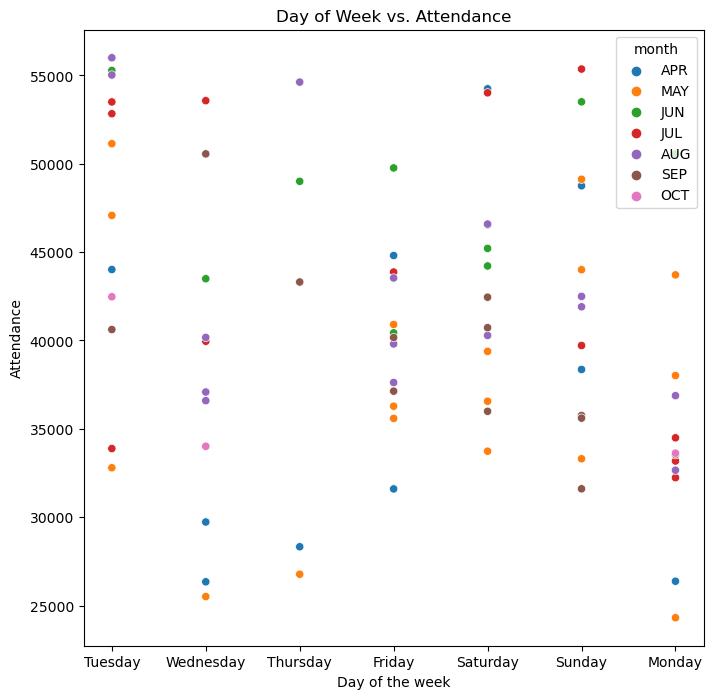 Day of Week vs. Attendance
month
APR
MAY
JUN
JUL
AUG
SEP
OCT
55000
50000
45000
40000
35000
30000
25000
Attendance
Tuesday Wednesday Thursday Friday Saturday Sunday Monday
Day of the week